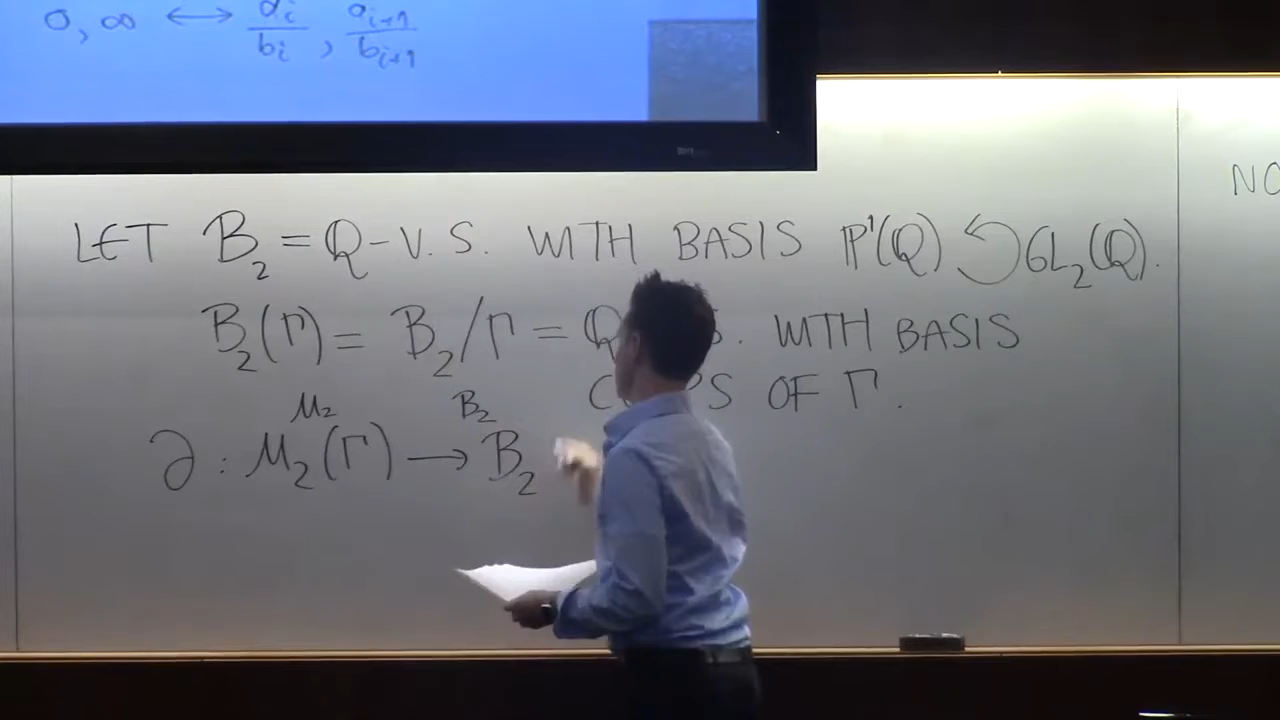 0, ∞ ⟷ a_i/b_i , a_{i+1}/b_{i+1}
LET B_2 = Q-V.S. WITH BASIS P^1(Q) ↺ GL_2(Q).
B_2(Γ) = B_2/Γ = Q . WITH BASIS
OF Γ.
M_2 B_2
∂ : M_2(Γ) → B_2
NO